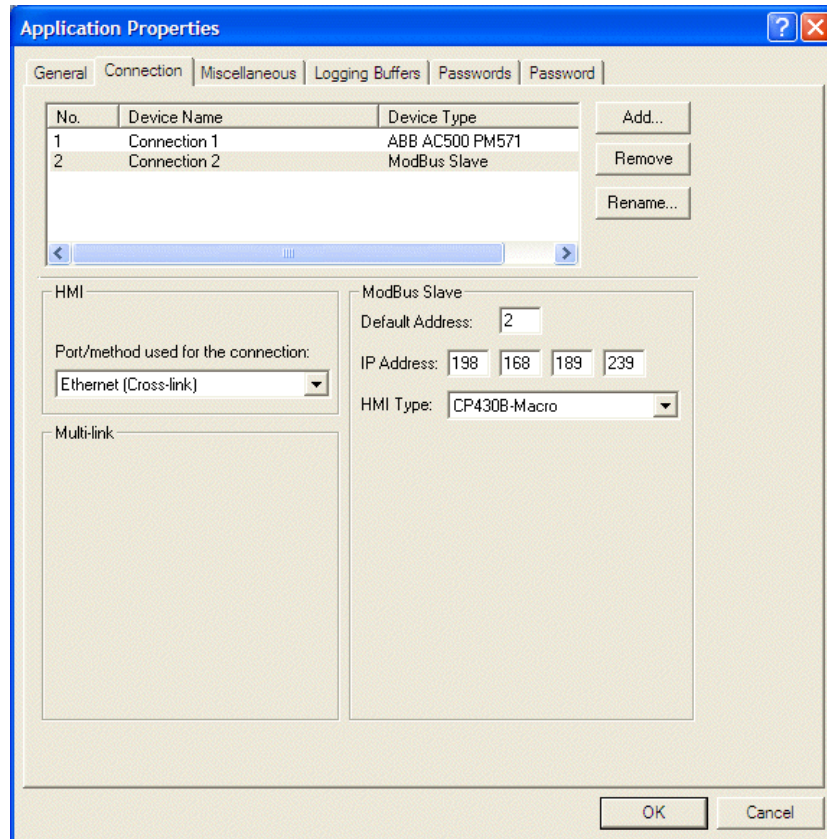 Application Properties
General Connection Miscellaneous Logging Buffers Passwords Password
No. Device Name Device Type
1 Connection 1 ABB AC500 PM571
2 Connection 2 ModBus Slave
Add...
Remove
Rename...
HMI
Port/method used for the connection:
Ethernet (Cross-link)
Multi-link
ModBus Slave
Default Address: 2
IP Address: 198 168 189 239
HMI Type: CP430B-Macro
OK Cancel